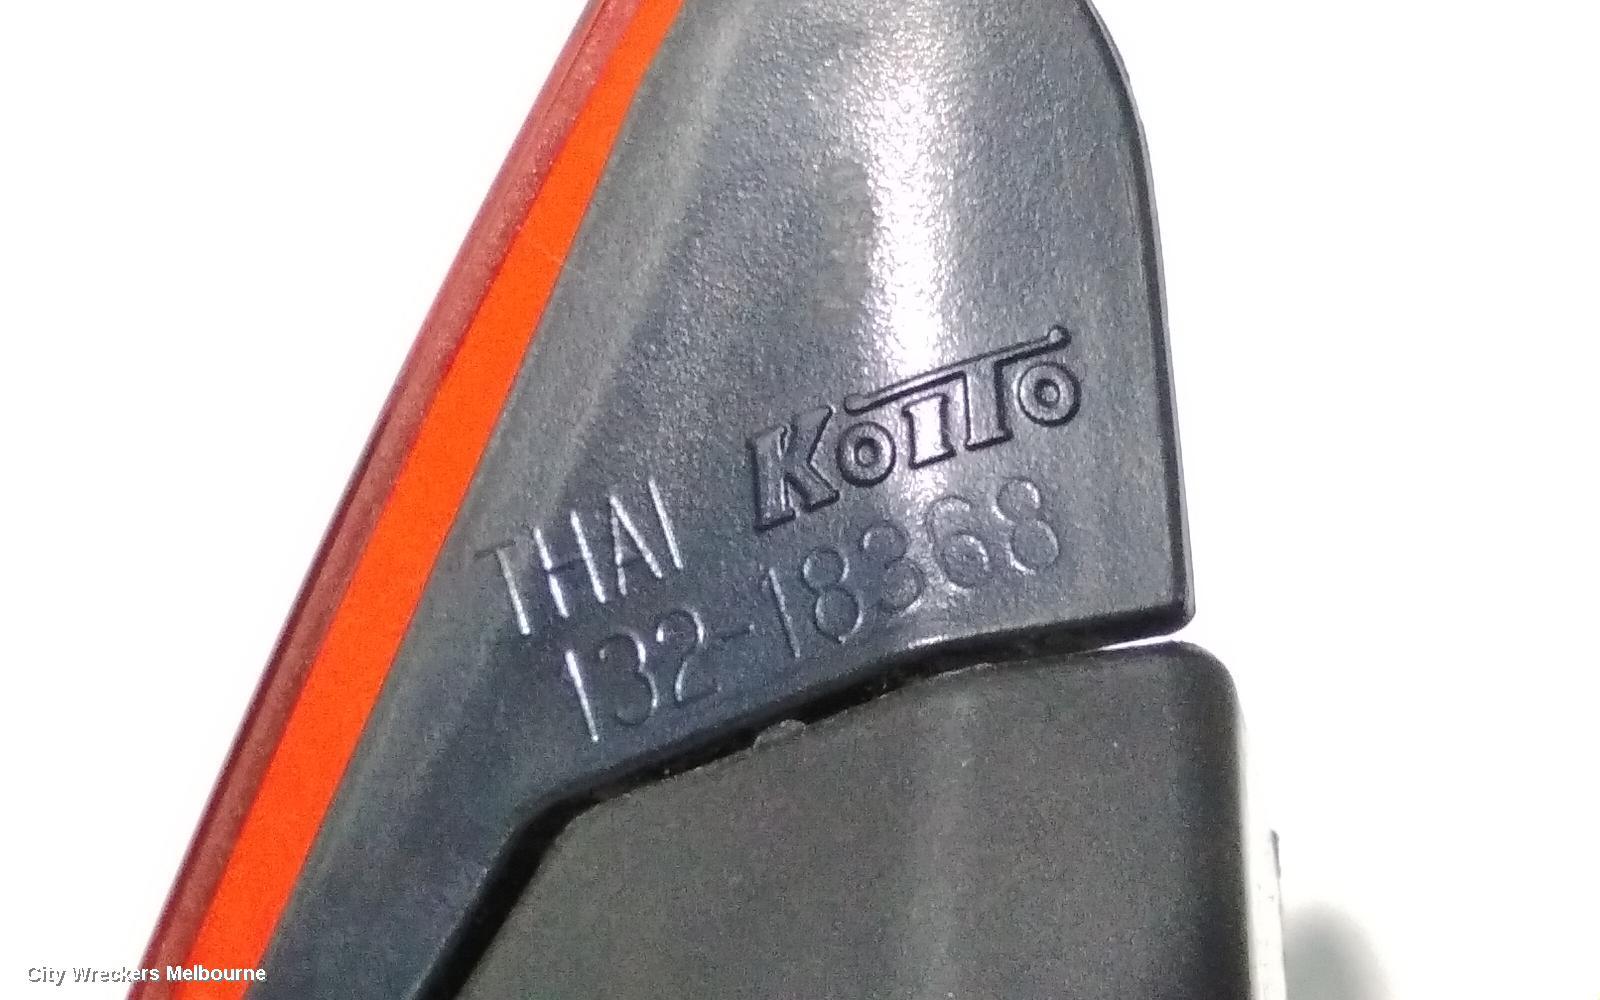 THAI KOITO
132-18368
City Wreckers Melbourne